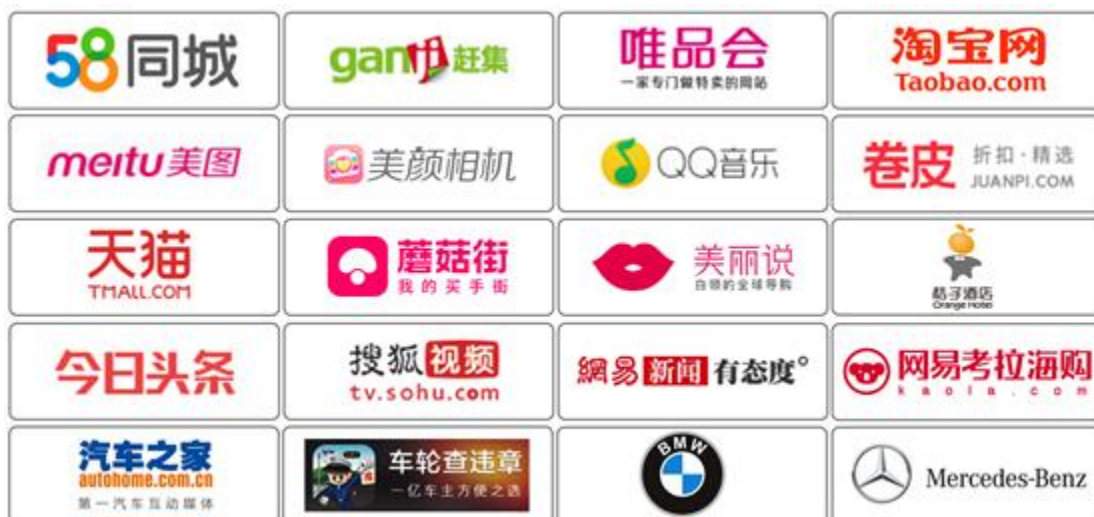 58同城
ganji赶集
唯品会
一家专门做特卖的网站
淘宝网
Taobao.com
meitu美图
美颜相机
QQ音乐
卷皮 折扣·精选
JUANPI.COM
天猫
TMALL.COM
蘑菇街
我的买手街
美丽说
白领的全球导购
桔子酒店
Orange Hotel
今日头条
搜狐视频
tv.sohu.com
網易新闻有态度°
网易考拉海购
kaola.com
汽车之家
autohome.com.cn
第一汽车互动媒体
车轮查违章
一亿车主方便之选
BMW
Mercedes-Benz